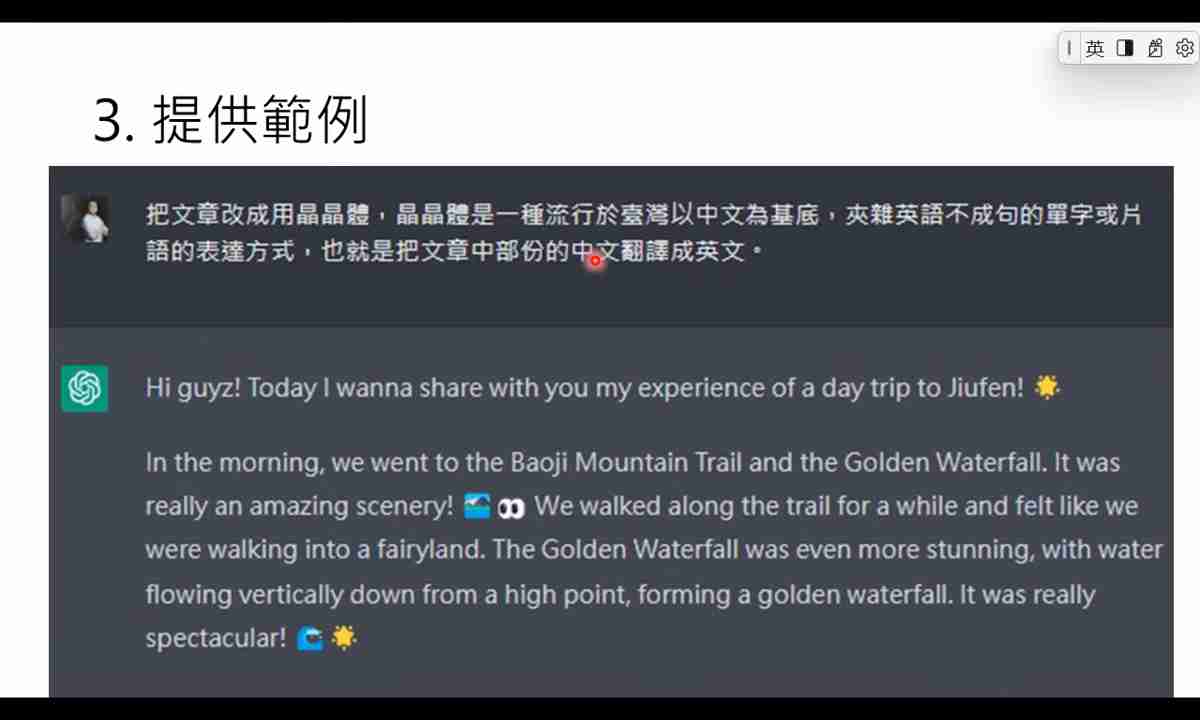 英
3. 提供範例
把文章改成用晶晶體，晶晶體是一種流行於臺灣以中文為基底，夾雜英語不成句的單字或片
語的表達方式，也就是把文章中部份的中文翻譯成英文。
Hi guyz! Today I wanna share with you my experience of a day trip to Jiufen! 🌟
In the morning, we went to the Baoji Mountain Trail and the Golden Waterfall. It was
really an amazing scenery! 🏞️👀 We walked along the trail for a while and felt like we
were walking into a fairyland. The Golden Waterfall was even more stunning, with water
flowing vertically down from a high point, forming a golden waterfall. It was really
spectacular! 🌊🌟